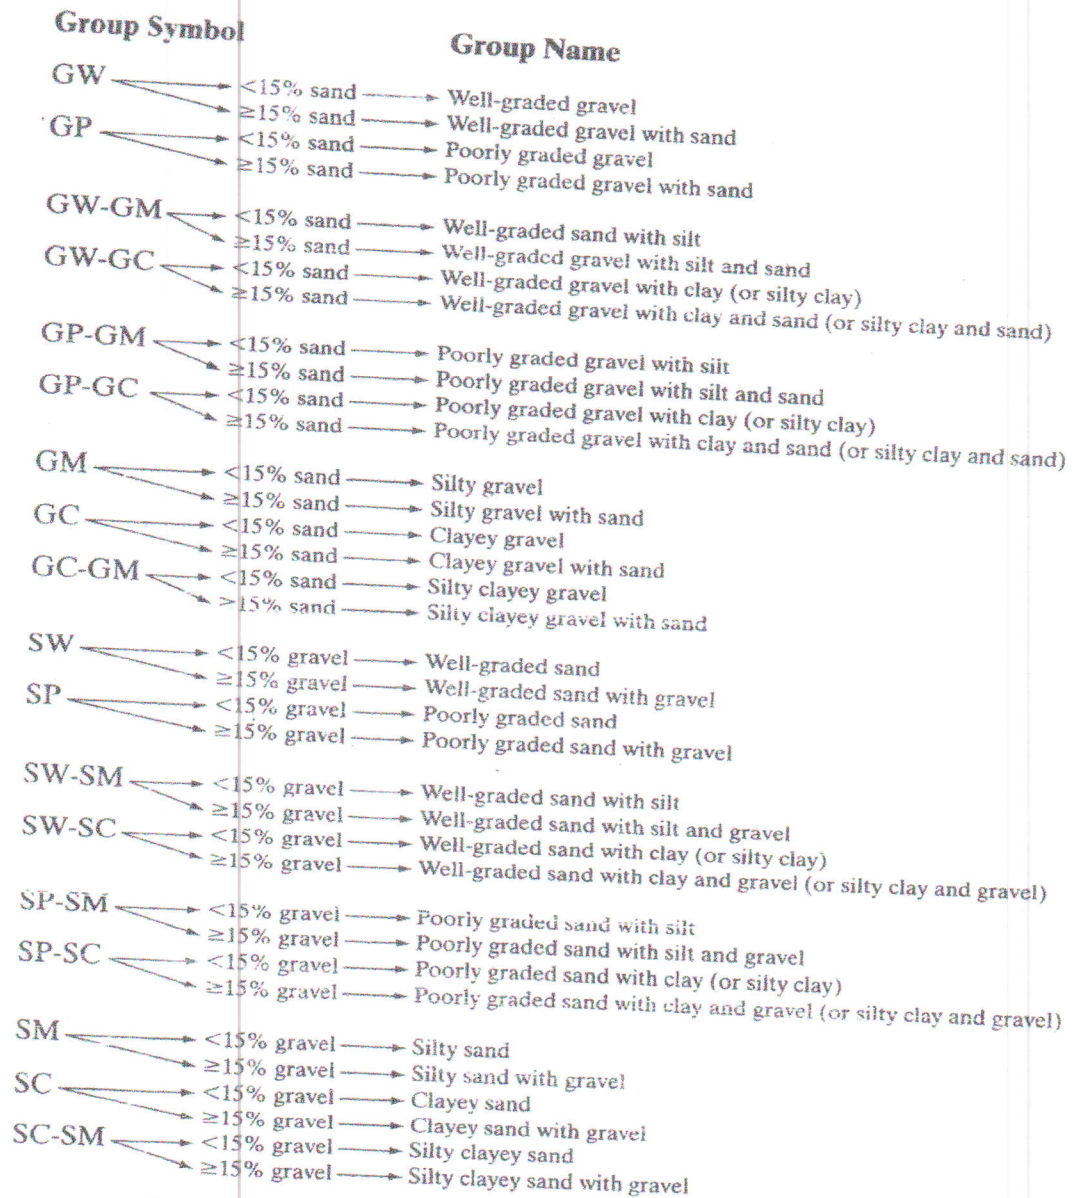 Group Symbol Group Name
GW <15% sand Well-graded gravel
≥15% sand Well-graded gravel with sand
GP <15% sand Poorly graded gravel
≥15% sand Poorly graded gravel with sand
GW-GM <15% sand Well-graded sand with silt
≥15% sand Well-graded gravel with silt and sand
GW-GC <15% sand Well-graded gravel with clay (or silty clay)
≥15% sand Well-graded gravel with clay and sand (or silty clay and sand)
GP-GM <15% sand Poorly graded gravel with silt
≥15% sand Poorly graded gravel with silt and sand
GP-GC <15% sand Poorly graded gravel with clay (or silty clay)
≥15% sand Poorly graded gravel with clay and sand (or silty clay and sand)
GM <15% sand Silty gravel
≥15% sand Silty gravel with sand
GC <15% sand Clayey gravel
≥15% sand Clayey gravel with sand
GC-GM <15% sand Silty clayey gravel
≥15% sand Silty clayey gravel with sand
SW <15% gravel Well-graded sand
≥15% gravel Well-graded sand with gravel
SP <15% gravel Poorly graded sand
≥15% gravel Poorly graded sand with gravel
SW-SM <15% gravel Well-graded sand with silt
≥15% gravel Well-graded sand with silt and gravel
SW-SC <15% gravel Well-graded sand with clay (or silty clay)
≥15% gravel Well-graded sand with clay and gravel (or silty clay and gravel)
SP-SM <15% gravel Poorly graded sand with silt
≥15% gravel Poorly graded sand with silt and gravel
SP-SC <15% gravel Poorly graded sand with clay (or silty clay)
≥15% gravel Poorly graded sand with clay and gravel (or silty clay and gravel)
SM <15% gravel Silty sand
≥15% gravel Silty sand with gravel
SC <15% gravel Clayey sand
≥15% gravel Clayey sand with gravel
SC-SM <15% gravel Silty clayey sand
≥15% gravel Silty clayey sand with gravel